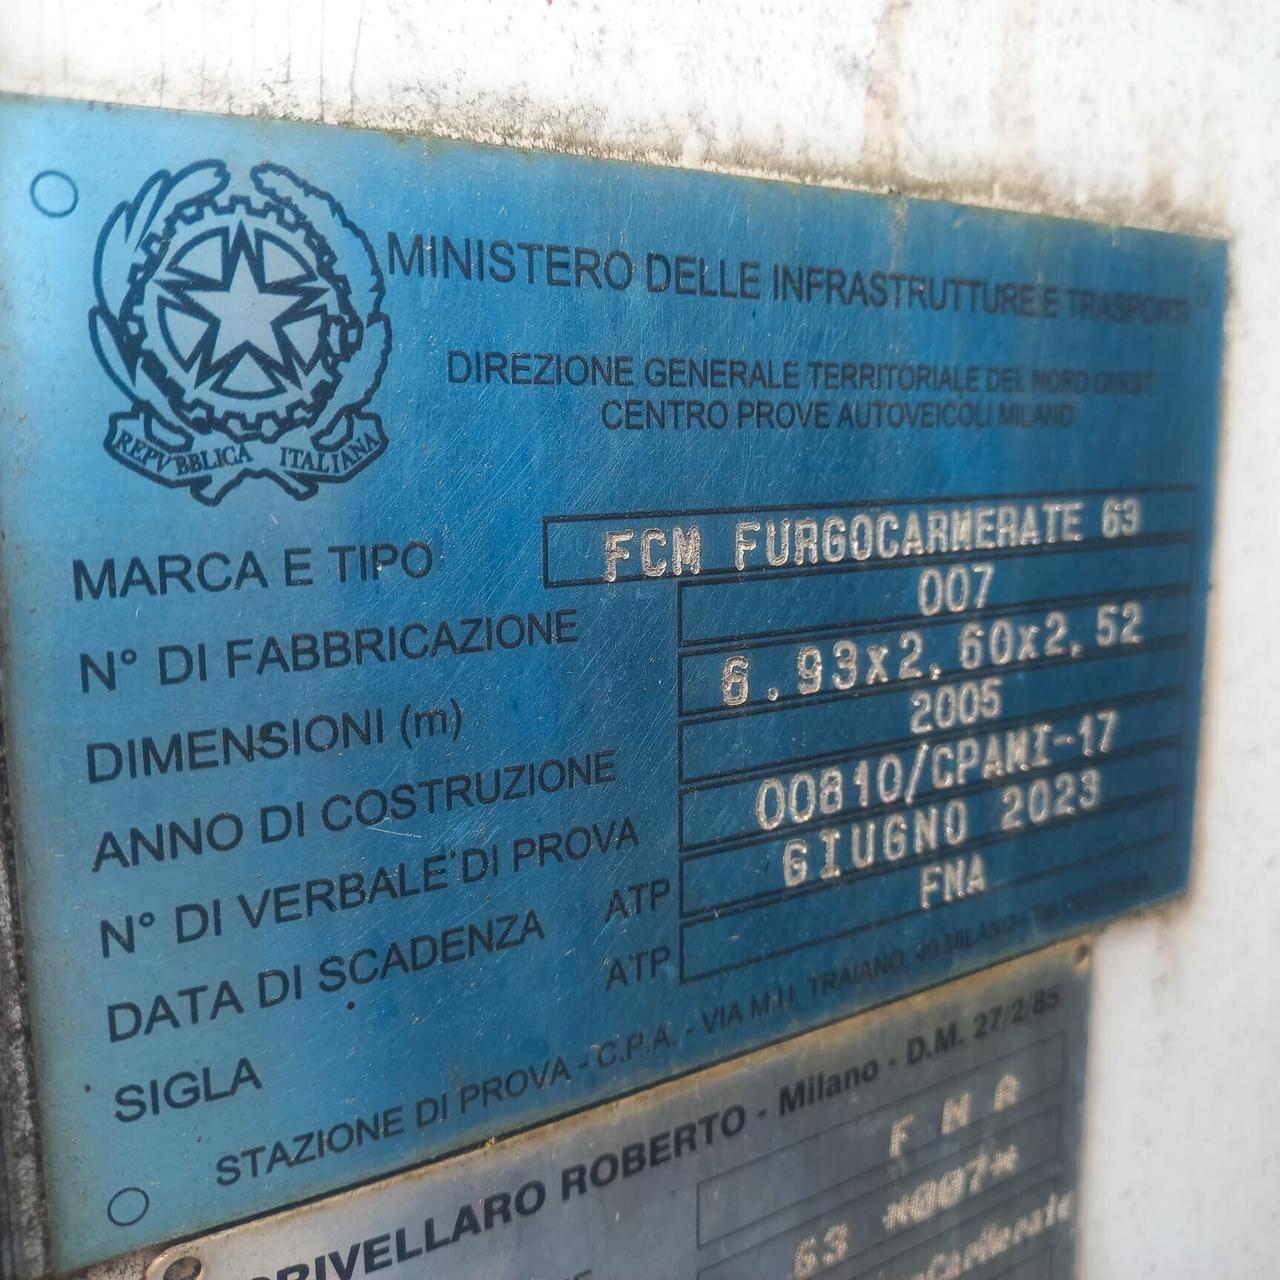 REPVBBLICA ITALIANA
MINISTERO DELLE INFRASTRUTTURE E TRASPORTI
DIREZIONE GENERALE TERRITORIALE DEL NORD OVEST
CENTRO PROVE AUTOVEICOLI MILANO
MARCA E TIPO FCM FURGOCARMERATE 63
N° DI FABBRICAZIONE 007
DIMENSIONI (m) 6.93x2,60x2,52
ANNO DI COSTRUZIONE 2005
N° DI VERBALE DI PROVA ATP 00810/CPAMI-17
DATA DI SCADENZA ATP GIUGNO 2023
SIGLA FNA
STAZIONE DI PROVA - C.P.A. - VIA M.U. TRAIANO, 40 MILANO -
CRIVELLARO ROBERTO - Milano - D.M. 27/2/85
F N A
63 *007*